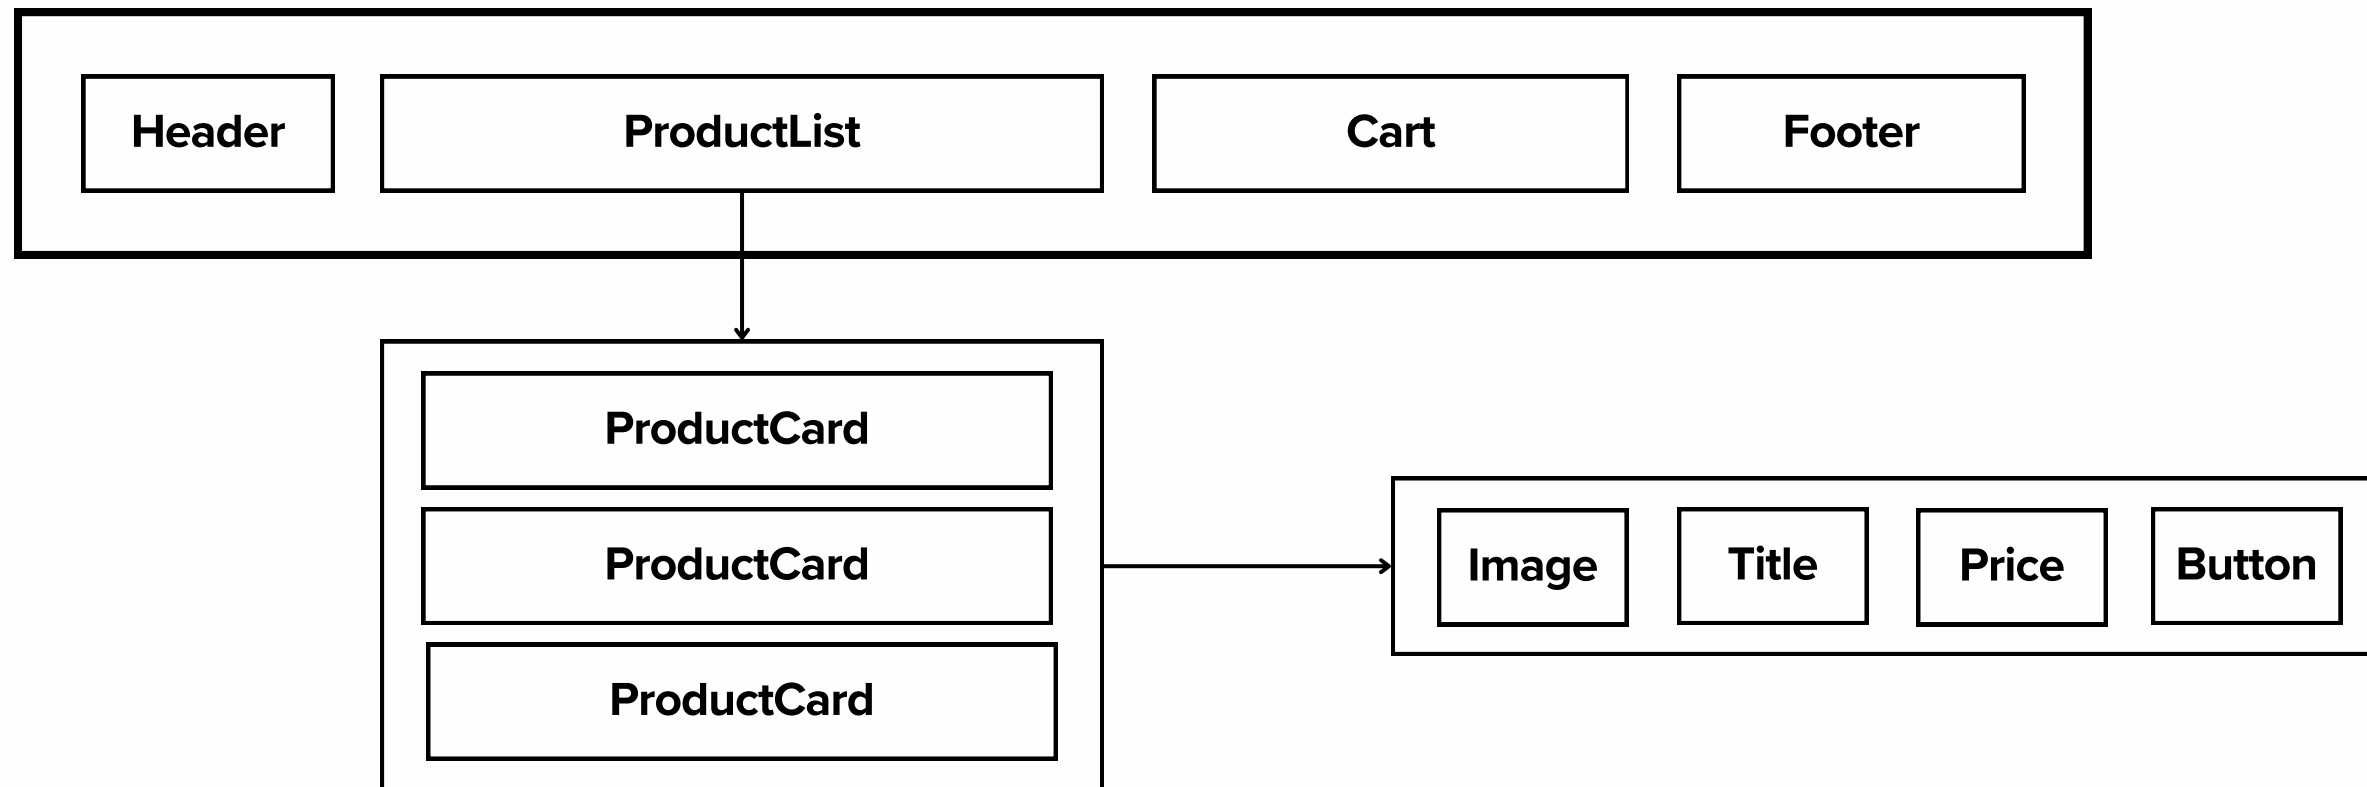 Header
ProductList
Cart
Footer
ProductCard
ProductCard
Image
Title
Price
Button
ProductCard